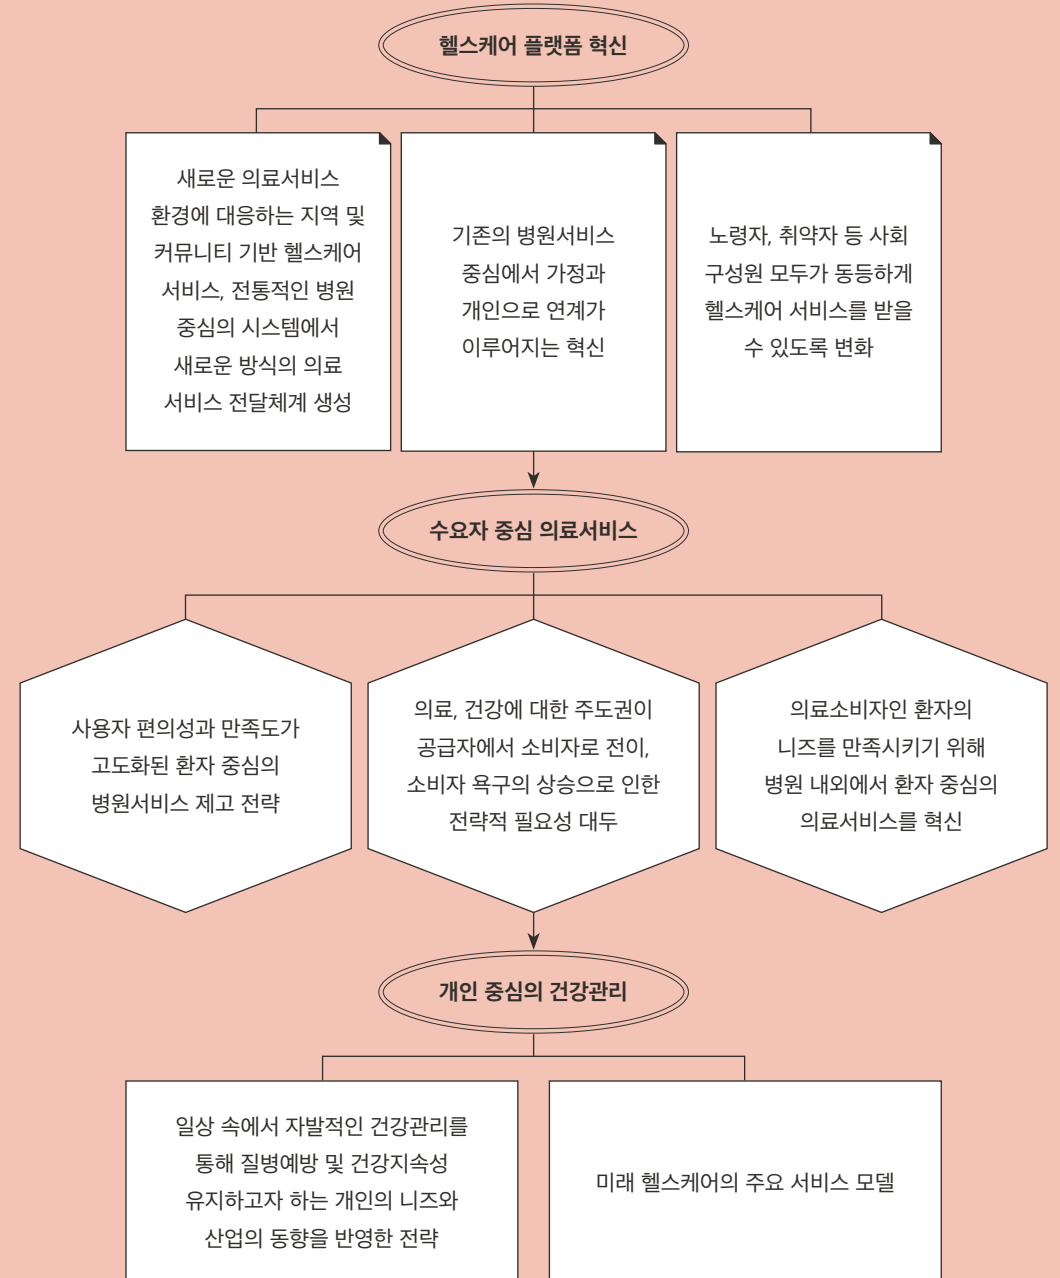 헬스케어 플랫폼 혁신
새로운 의료서비스
환경에 대응하는 지역 및
커뮤니티 기반 헬스케어
서비스, 전통적인 병원
중심의 시스템에서
새로운 방식의 의료
서비스 전달체계 생성
기존의 병원서비스
중심에서 가정과
개인으로 연계가
이루어지는 혁신
노령자, 취약자 등 사회
구성원 모두가 동등하게
헬스케어 서비스를 받을
수 있도록 변화
수요자 중심 의료서비스
사용자 편의성과 만족도가
고도화된 환자 중심의
병원서비스 제고 전략
의료, 건강에 대한 주도권이
공급자에서 소비자로 전이,
소비자 욕구의 상승으로 인한
전략적 필요성 대두
의료소비자인 환자의
니즈를 만족시키기 위해
병원 내외에서 환자 중심의
의료서비스를 혁신
개인 중심의 건강관리
일상 속에서 자발적인 건강관리를
통해 질병예방 및 건강지속성
유지하고자 하는 개인의 니즈와
산업의 동향을 반영한 전략
미래 헬스케어의 주요 서비스 모델